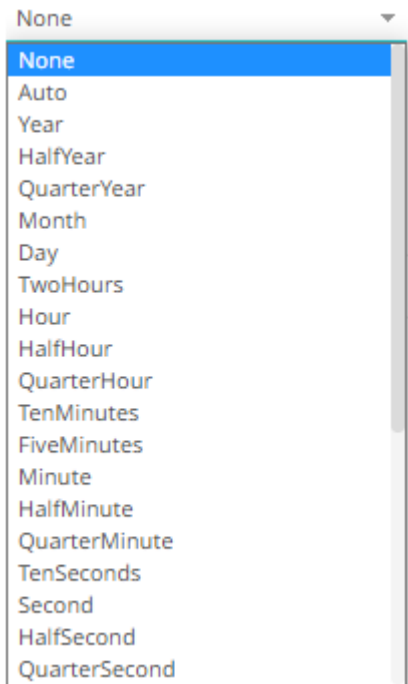 None
None
Auto
Year
HalfYear
QuarterYear
Month
Day
TwoHours
Hour
HalfHour
QuarterHour
TenMinutes
FiveMinutes
Minute
HalfMinute
QuarterMinute
TenSeconds
Second
HalfSecond
QuarterSecond